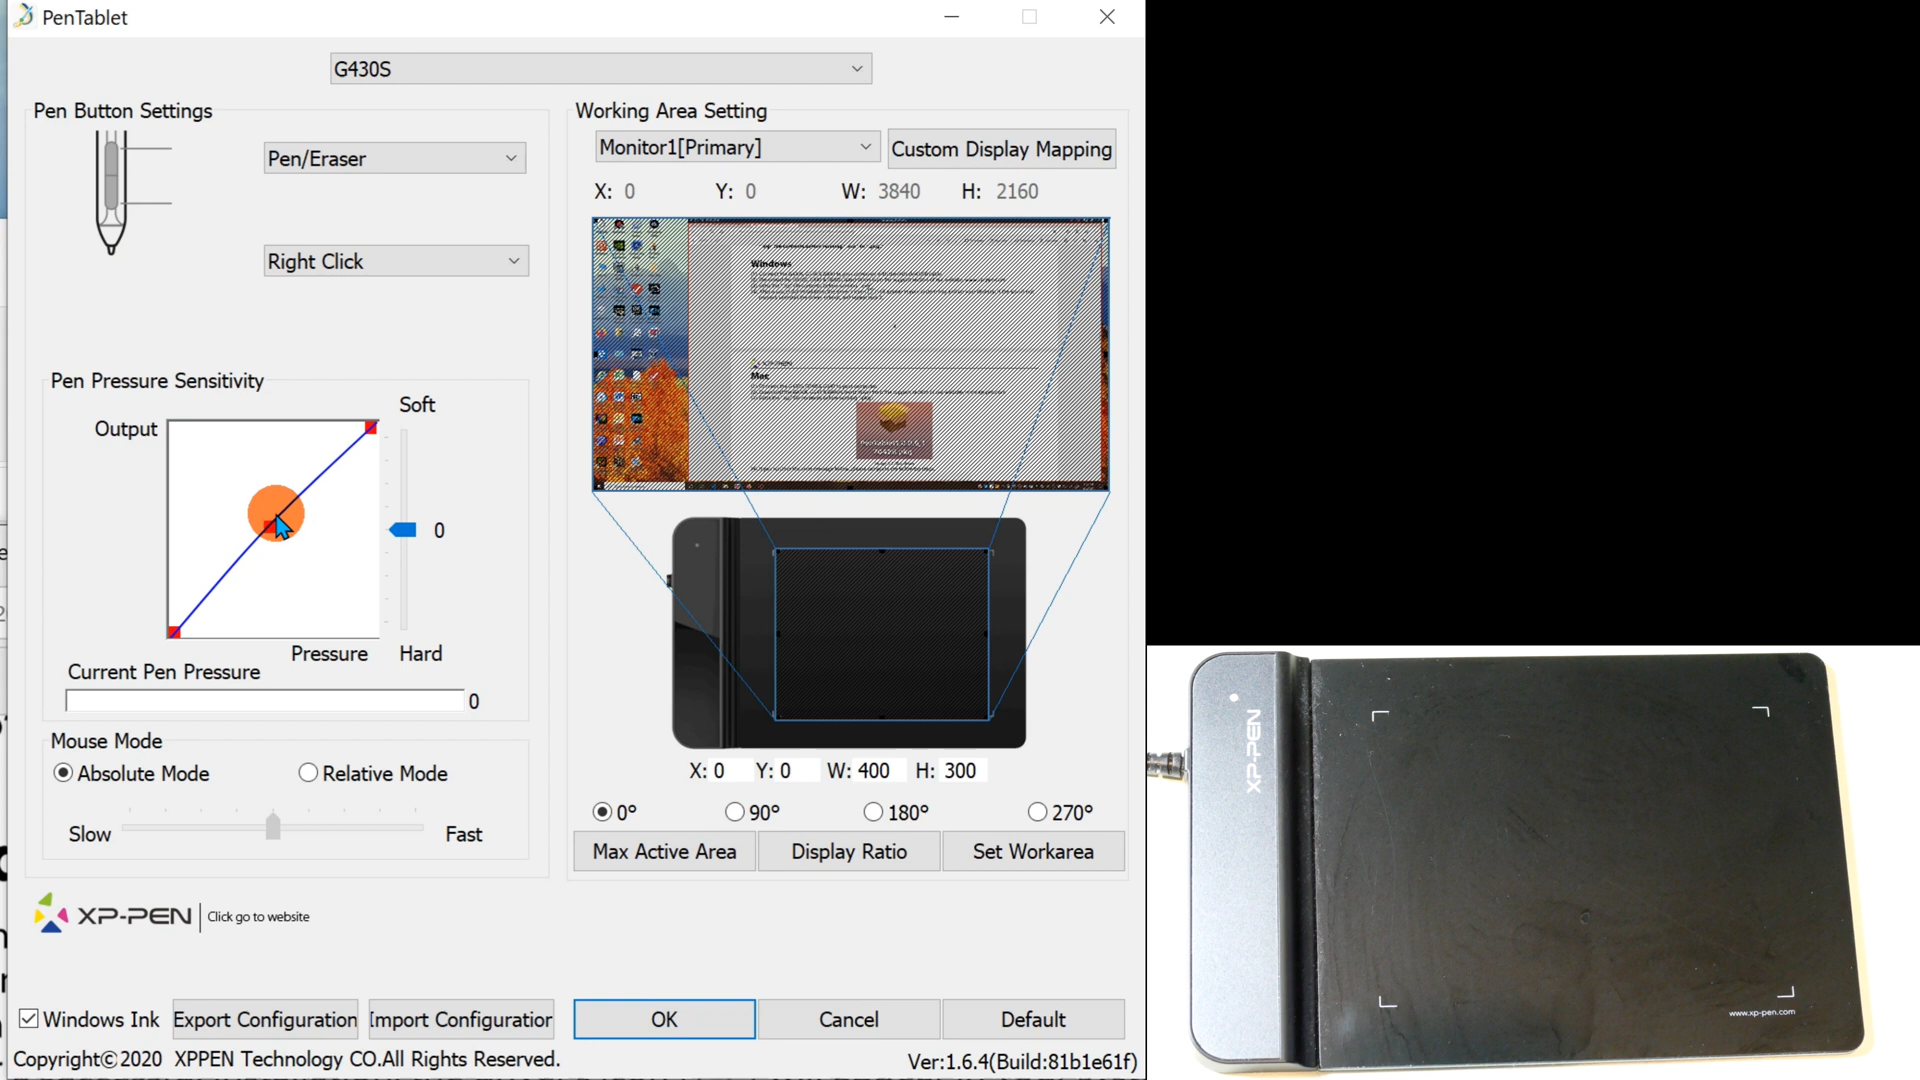 PenTablet
G430S
Pen Button Settings
Pen/Eraser
Right Click
Pen Pressure Sensitivity
Soft
Output
0
Pressure
Hard
Current Pen Pressure
0
Mouse Mode
Absolute Mode
Relative Mode
Slow
Fast
Working Area Setting
Monitor1[Primary]
Custom Display Mapping
X: 0 Y: 0 W: 3840 H: 2160
Windows
Mac
X: 0 Y: 0 W: 400 H: 300
0° 90° 180° 270°
Max Active Area
Display Ratio
Set Workarea
XP-PEN
Click go to website
Windows Ink
Export Configuration
Import Configuration
OK
Cancel
Default
Copyright©2020 XPPEN Technology CO.All Rights Reserved.
Ver:1.6.4(Build:81b1e61f)
XP-PEN
www.xp-pen.com